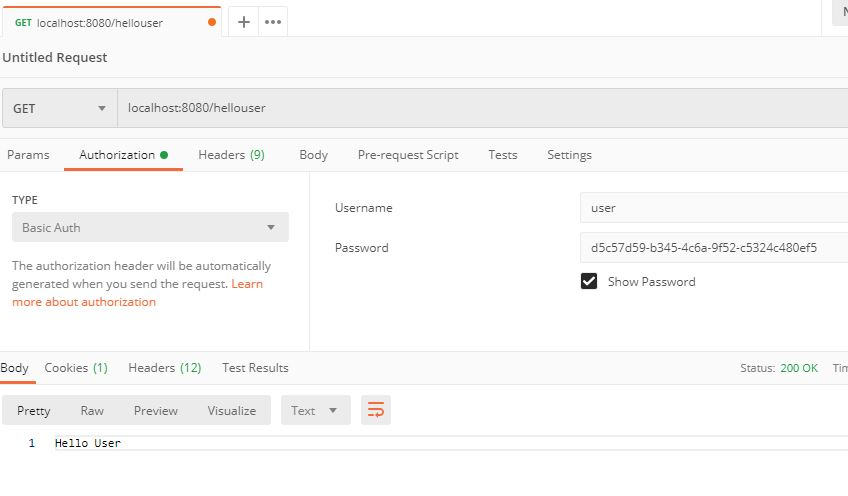 GET localhost:8080/hellouser
+ •••
Untitled Request
GET localhost:8080/hellouser
Params Authorization Headers (9) Body Pre-request Script Tests Settings
TYPE
Basic Auth
The authorization header will be automatically
generated when you send the request. Learn
more about authorization
Username user
Password d5c57d59-b345-4c6a-9f52-c5324c480ef5
Show Password
Body Cookies (1) Headers (12) Test Results Status: 200 OK
Pretty Raw Preview Visualize Text
1 Hello User